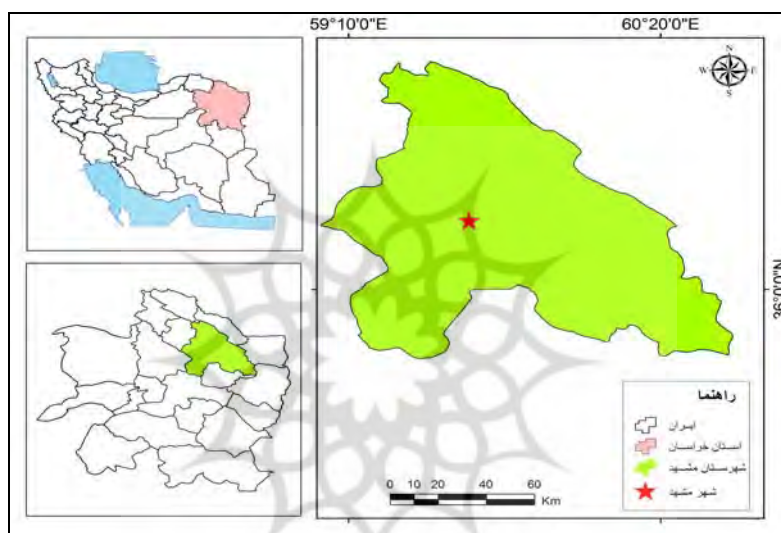 59°10'0"E
60°20'0"E
N
W
E
S
36°0'0"N
راهنما
ایران
استان خراسان
شهرستان مشهد
شهر مشهد
0 10 20 40 60
Km